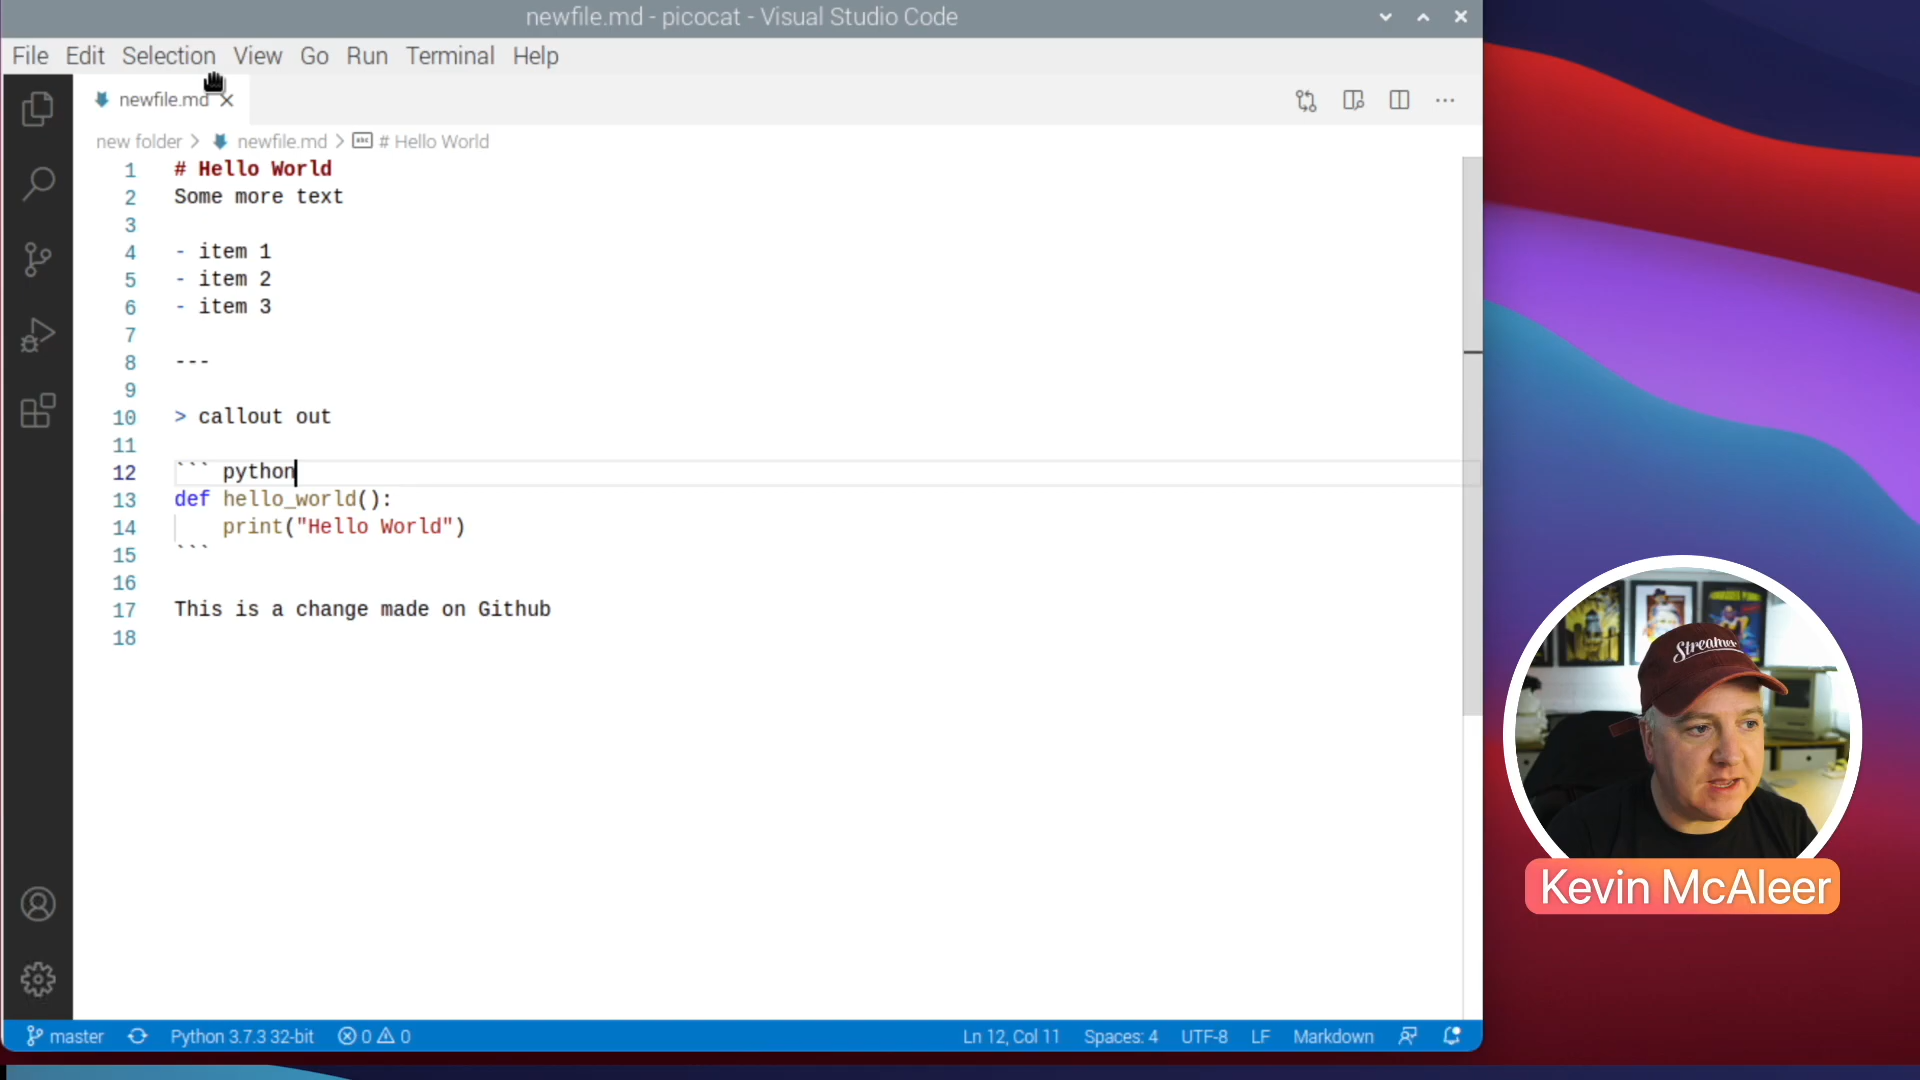 newfile.md - picocat - Visual Studio Code
File Edit Selection View Go Run Terminal Help
newfile.md
new folder > newfile.md > # Hello World
1 # Hello World
2 Some more text
3
4 - item 1
5 - item 2
6 - item 3
7
8 ---
9
10 > callout out
11
12 ``` python
13 def hello_world():
14     print("Hello World")
15 ```
16
17 This is a change made on Github
18
Streamer
Kevin McAleer
master Python 3.7.3 32-bit 0 0 Ln 12, Col 11 Spaces: 4 UTF-8 LF Markdown